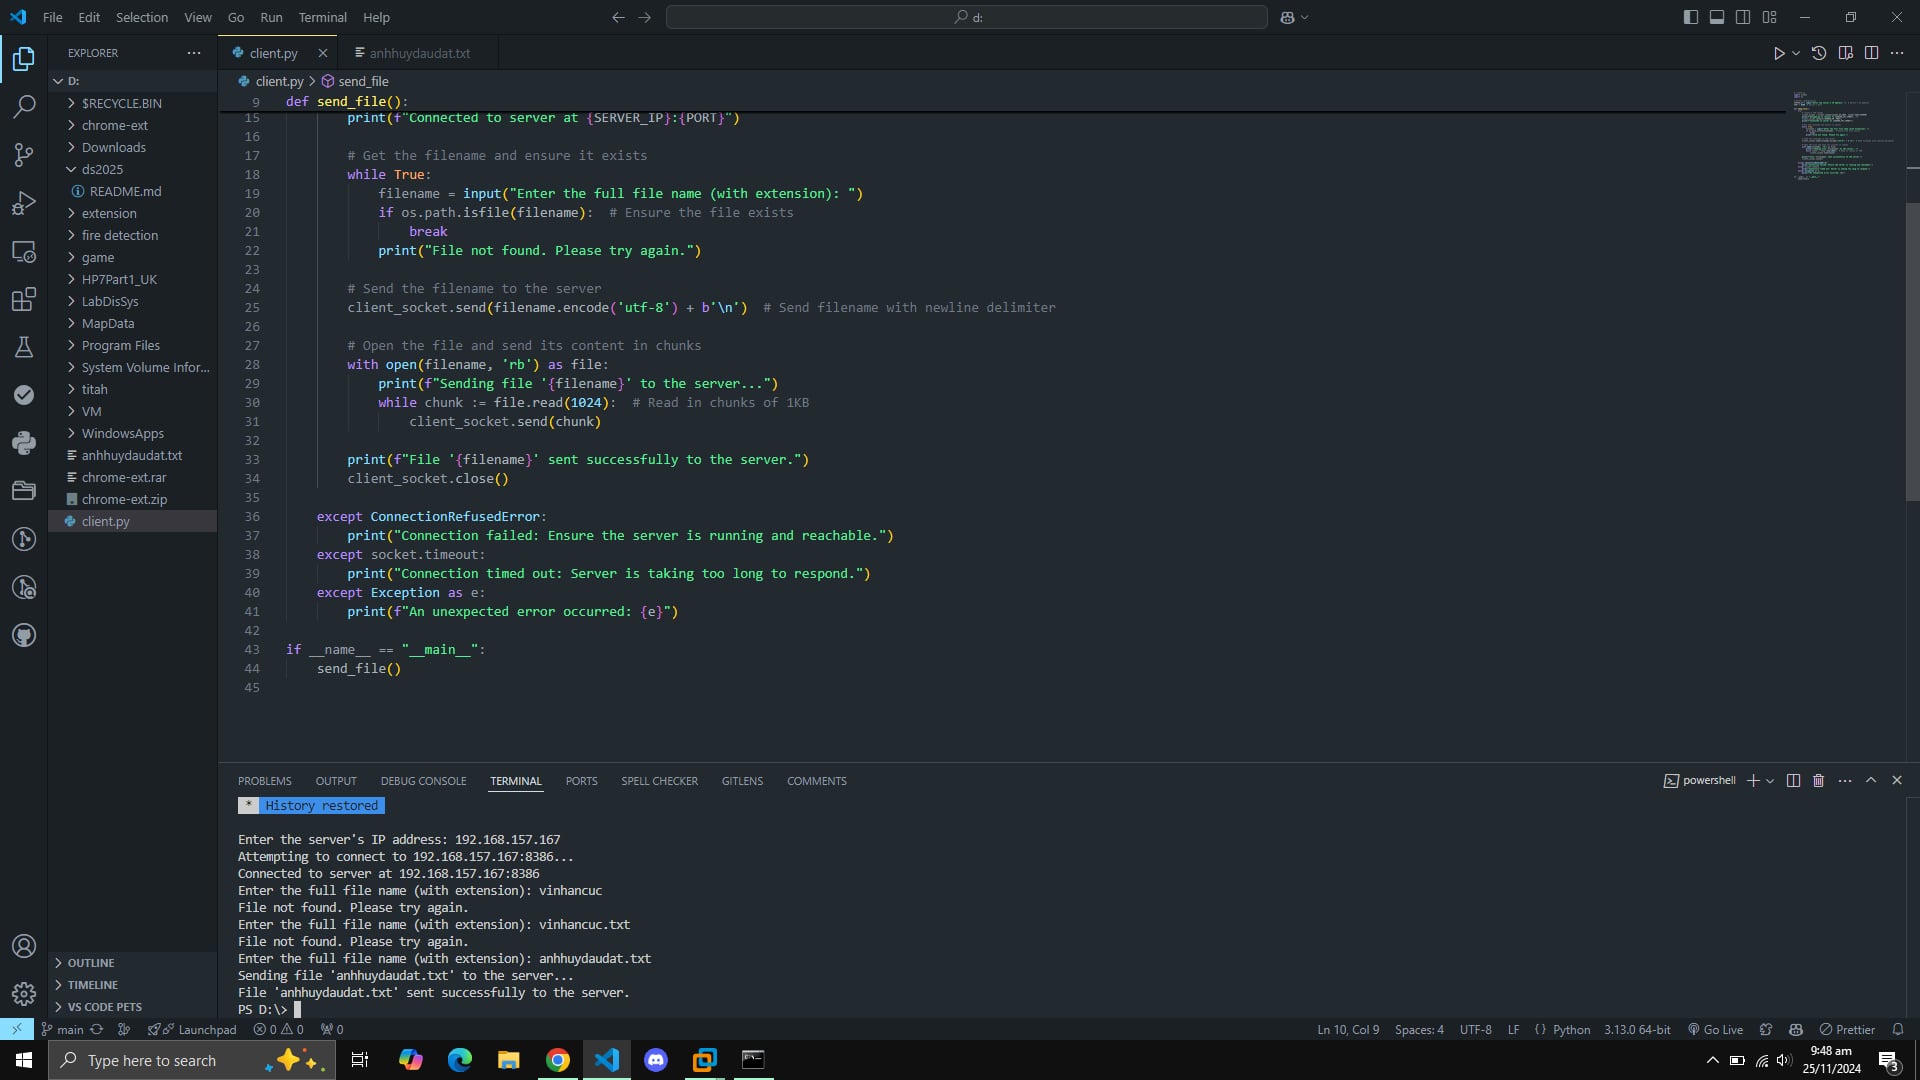 File Edit Selection View Go Run Terminal Help
d:
EXPLORER
client.py
anhhuydaudat.txt
D:
$RECYCLE.BIN
chrome-ext
Downloads
ds2025
README.md
extension
fire detection
game
HP7Part1_UK
LabDisSys
MapData
Program Files
System Volume Infor...
titah
VM
WindowsApps
anhhuydaudat.txt
chrome-ext.rar
chrome-ext.zip
client.py
OUTLINE
TIMELINE
VS CODE PETS
client.py > send_file
9 def send_file():
15 print(f"Connected to server at {SERVER_IP}:{PORT}")
16
17 # Get the filename and ensure it exists
18 while True:
19 filename = input("Enter the full file name (with extension): ")
20 if os.path.isfile(filename):  # Ensure the file exists
21 break
22 print("File not found. Please try again.")
23
24 # Send the filename to the server
25 client_socket.send(filename.encode('utf-8') + b'\n')  # Send filename with newline delimiter
26
27 # Open the file and send its content in chunks
28 with open(filename, 'rb') as file:
29 print(f"Sending file '{filename}' to the server...")
30 while chunk := file.read(1024):  # Read in chunks of 1KB
31 client_socket.send(chunk)
32
33 print(f"File '{filename}' sent successfully to the server.")
34 client_socket.close()
35
36 except ConnectionRefusedError:
37 print("Connection failed: Ensure the server is running and reachable.")
38 except socket.timeout:
39 print("Connection timed out: Server is taking too long to respond.")
40 except Exception as e:
41 print(f"An unexpected error occurred: {e}")
42
43 if __name__ == "__main__":
44 send_file()
45
PROBLEMS OUTPUT DEBUG CONSOLE TERMINAL PORTS SPELL CHECKER GITLENS COMMENTS
powershell
* History restored
Enter the server's IP address: 192.168.157.167
Attempting to connect to 192.168.157.167:8386...
Connected to server at 192.168.157.167:8386
Enter the full file name (with extension): vinhancuc
File not found. Please try again.
Enter the full file name (with extension): vinhancuc.txt
File not found. Please try again.
Enter the full file name (with extension): anhhuydaudat.txt
Sending file 'anhhuydaudat.txt' to the server...
File 'anhhuydaudat.txt' sent successfully to the server.
PS D:\>
main Launchpad 0 0 0
Ln 10, Col 9 Spaces: 4 UTF-8 LF {} Python 3.13.0 64-bit Go Live Prettier
Type here to search
9:48 am
25/11/2024
3